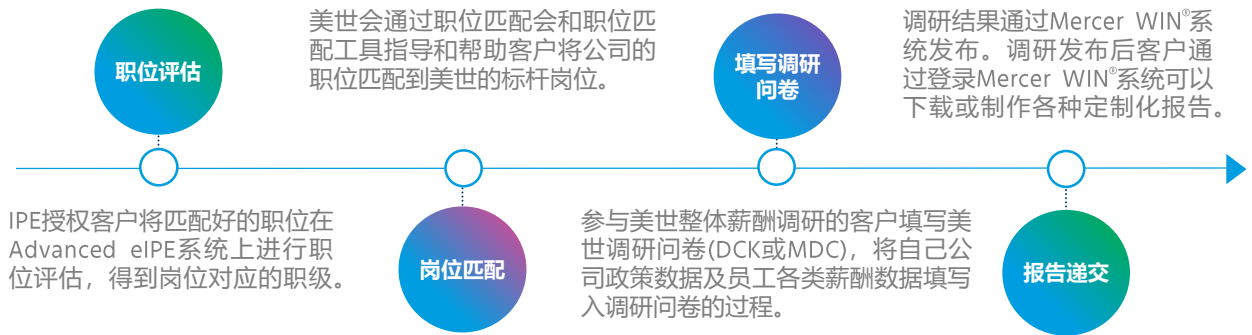 职位评估
IPE授权客户将匹配好的职位在
Advanced eIPE系统上进行职
位评估，得到岗位对应的职级。
美世会通过职位匹配会和职位匹
配工具指导和帮助客户将公司的
职位匹配到美世的标杆岗位。
岗位匹配
填写调研
问卷
参与美世整体薪酬调研的客户填写美
世调研问卷(DCK或MDC)，将自己公
司政策数据及员工各类薪酬数据填写
入调研问卷的过程。
调研结果通过Mercer WIN®系
统发布。调研发布后客户通
过登录Mercer WIN®系统可以
下载或制作各种定制化报告。
报告递交